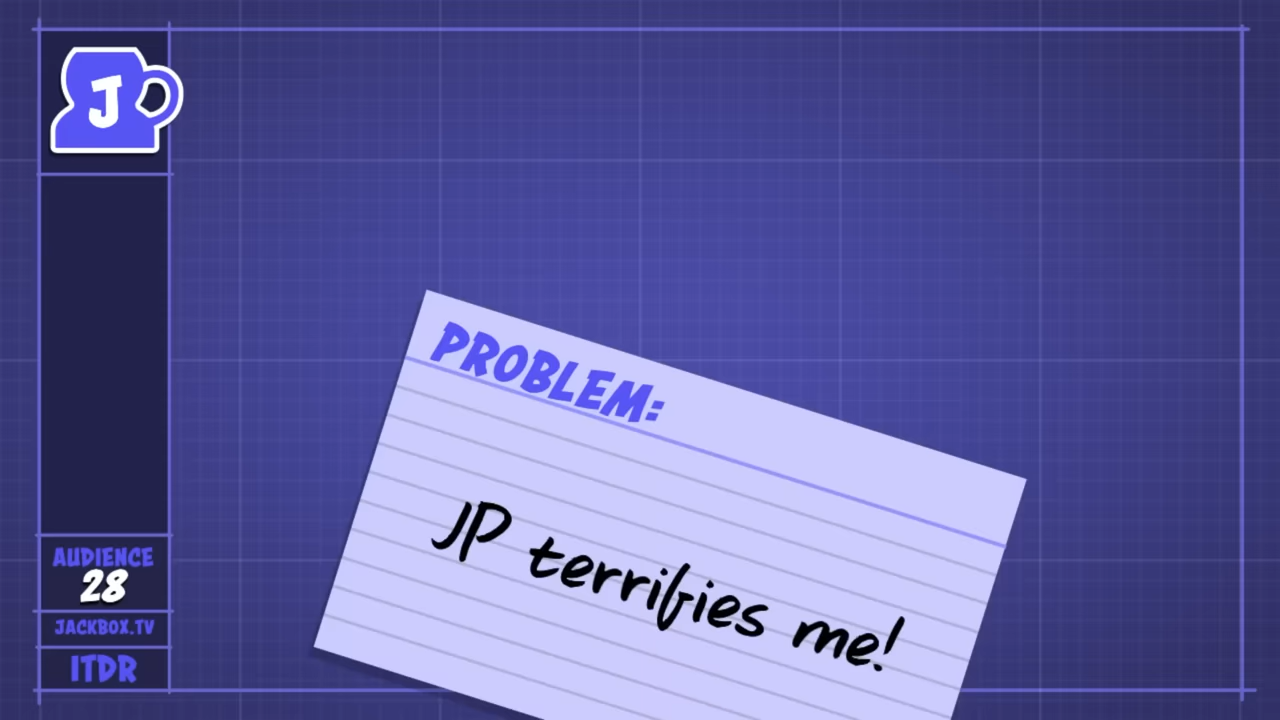 J
PROBLEM:
JP terrifies me!
AUDIENCE
28
JACKBOX.TV
ITDR